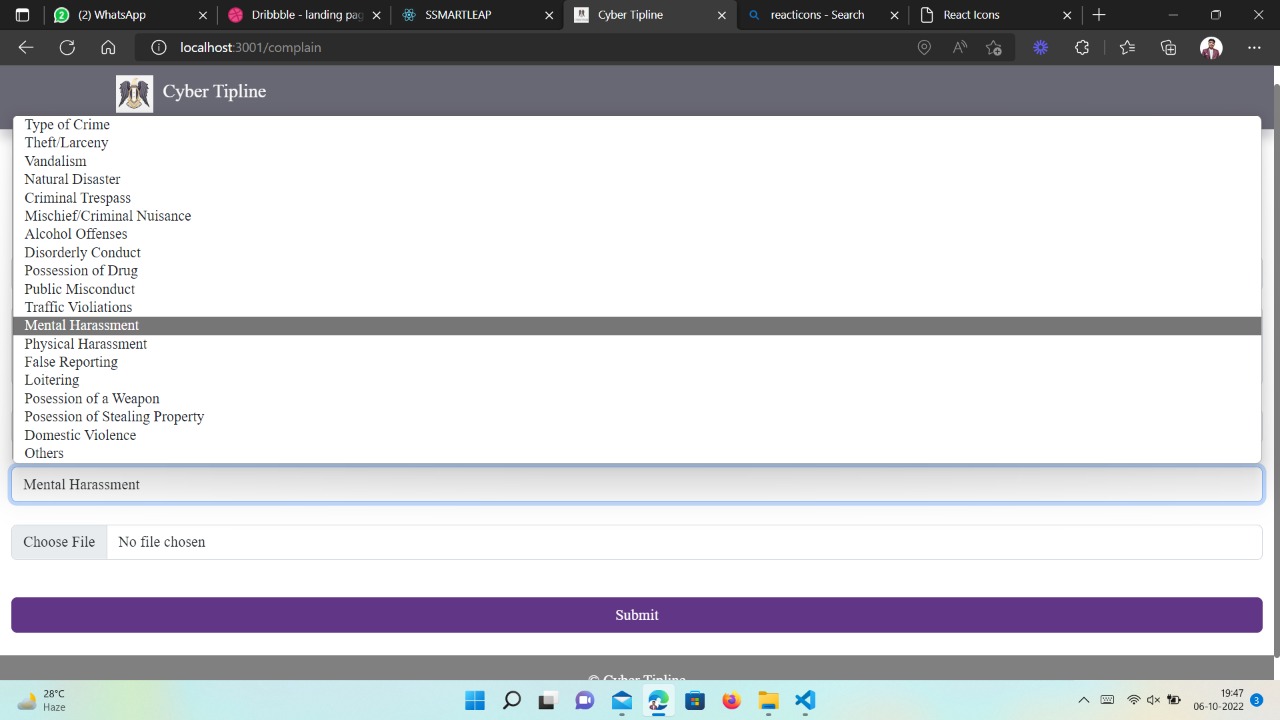 (2) WhatsApp
Dribbble - landing pag
SSMARTLEAP
Cyber Tipline
reacticons - Search
React Icons
localhost:3001/complain
Cyber Tipline
Type of Crime
Theft/Larceny
Vandalism
Natural Disaster
Criminal Trespass
Mischief/Criminal Nuisance
Alcohol Offenses
Disorderly Conduct
Possession of Drug
Public Misconduct
Traffic Violiations
Mental Harassment
Physical Harassment
False Reporting
Loitering
Posession of a Weapon
Posession of Stealing Property
Domestic Violence
Others
Mental Harassment
Choose File No file chosen
Submit
© Cyber Tipline
28°C
Haze
19:47
06-10-2022
3